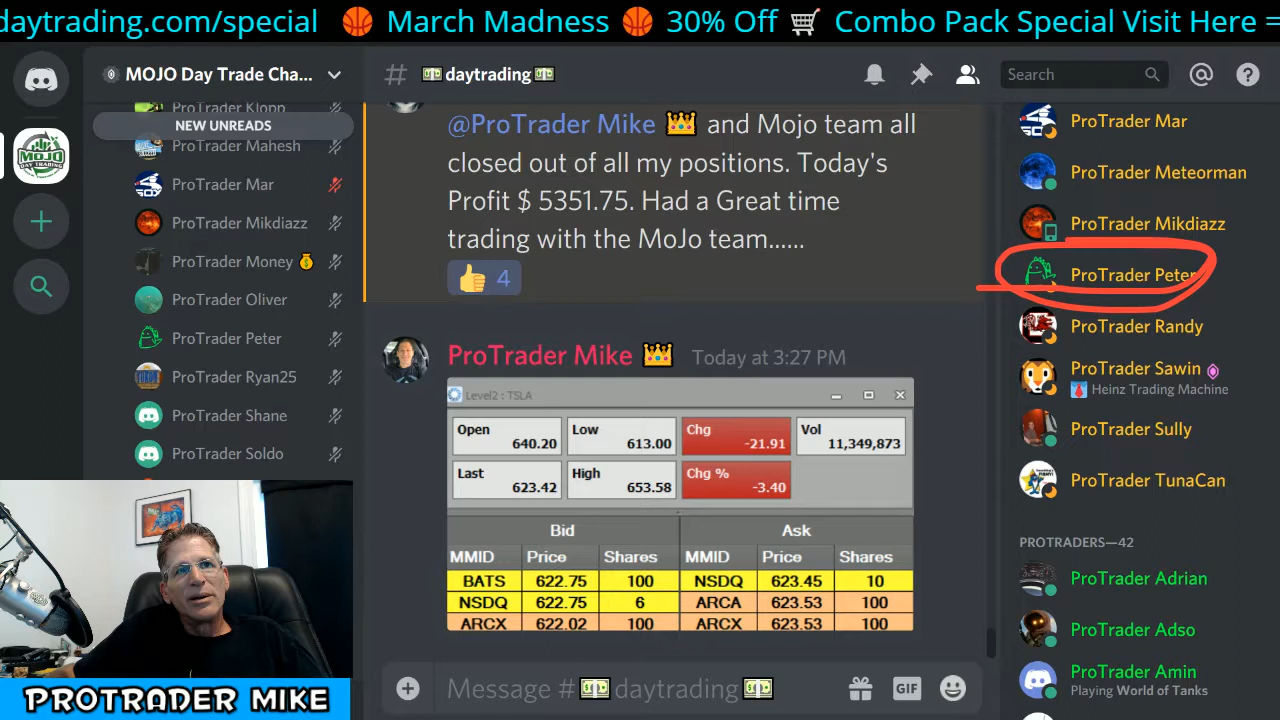 daytrading.com/special 🏀 March Madness 🏀 30% Off 🛒 Combo Pack Special Visit Here =
MOJO Day Trade Cha...
ProTrader Klopp
NEW UNREADS
ProTrader Mahesh
ProTrader Mar
ProTrader Mikdiazz
ProTrader Money 💰
ProTrader Oliver
ProTrader Peter
ProTrader Ryan25
ProTrader Shane
ProTrader Soldo
MOJO
DAY TRADING
PROTRADER MIKE
# 💵daytrading💵
Search
@ProTrader Mike 👑 and Mojo team all
closed out of all my positions. Today's
Profit $ 5351.75. Had a Great time
trading with the MoJo team......
👍 4
ProTrader Mike 👑 Today at 3:27 PM
Level2 : TSLA
Open 640.20 Low 613.00 Chg -21.91 Vol 11,349,873
Last 623.42 High 653.58 Chg % -3.40
Bid Ask
MMID Price Shares MMID Price Shares
BATS 622.75 100 NSDQ 623.45 10
NSDQ 622.75 6 ARCA 623.53 100
ARCX 622.02 100 ARCX 623.53 100
Message # 💵daytrading💵
GIF
ProTrader Mar
ProTrader Meteorman
ProTrader Mikdiazz
ProTrader Peter
ProTrader Randy
ProTrader Sawin
Heinz Trading Machine
ProTrader Sully
ProTrader TunaCan
PROTRADERS—42
ProTrader Adrian
ProTrader Adso
ProTrader Amin
Playing World of Tanks